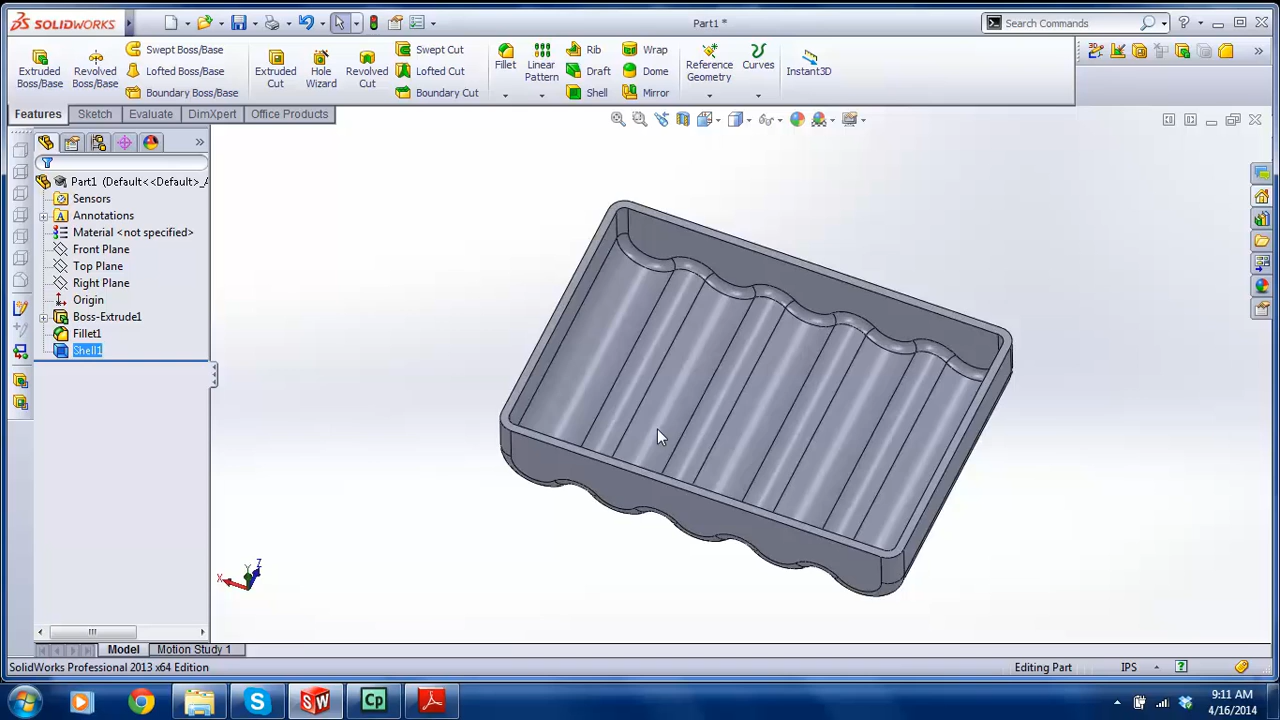 SOLIDWORKS
Part1 *
Search Commands
Extruded Boss/Base
Revolved Boss/Base
Swept Boss/Base
Lofted Boss/Base
Boundary Boss/Base
Extruded Cut
Hole Wizard
Revolved Cut
Swept Cut
Lofted Cut
Boundary Cut
Fillet
Linear Pattern
Rib
Draft
Shell
Wrap
Dome
Mirror
Reference Geometry
Curves
Instant3D
Features
Sketch
Evaluate
DimXpert
Office Products
Part1 (Default<<Default>_A
Sensors
Annotations
Material <not specified>
Front Plane
Top Plane
Right Plane
Origin
Boss-Extrude1
Fillet1
Shell1
X
Y
Z
Model
Motion Study 1
SolidWorks Professional 2013 x64 Edition
Editing Part
IPS
9:11 AM
4/16/2014